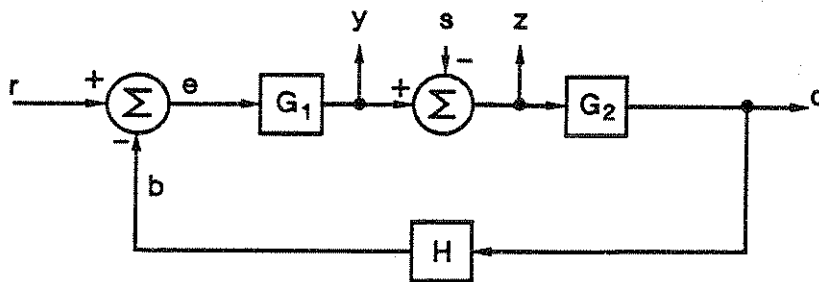 y
s
z
r
+
Σ
e
G₁
+
Σ
-
G₂
c
-
b
H